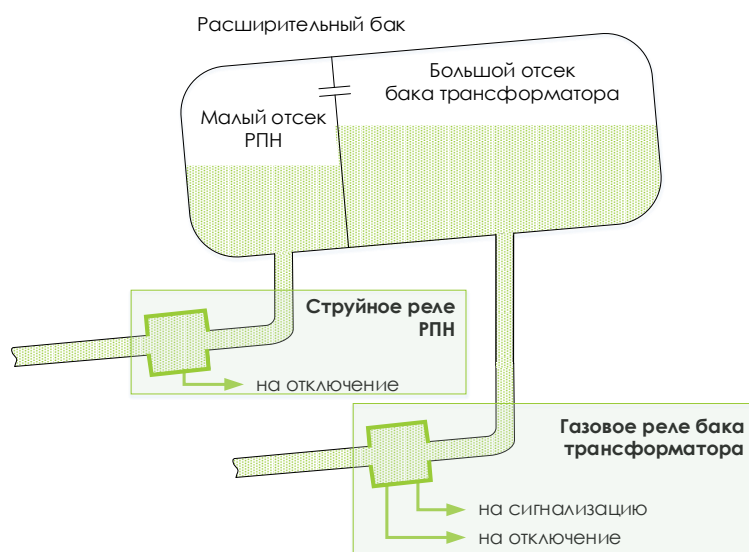 Расширительный бак
Большой отсек
бака трансформатора
Малый отсек
РПН
Струйное реле
РПН
на отключение
Газовое реле бака
трансформатора
на сигнализацию
на отключение